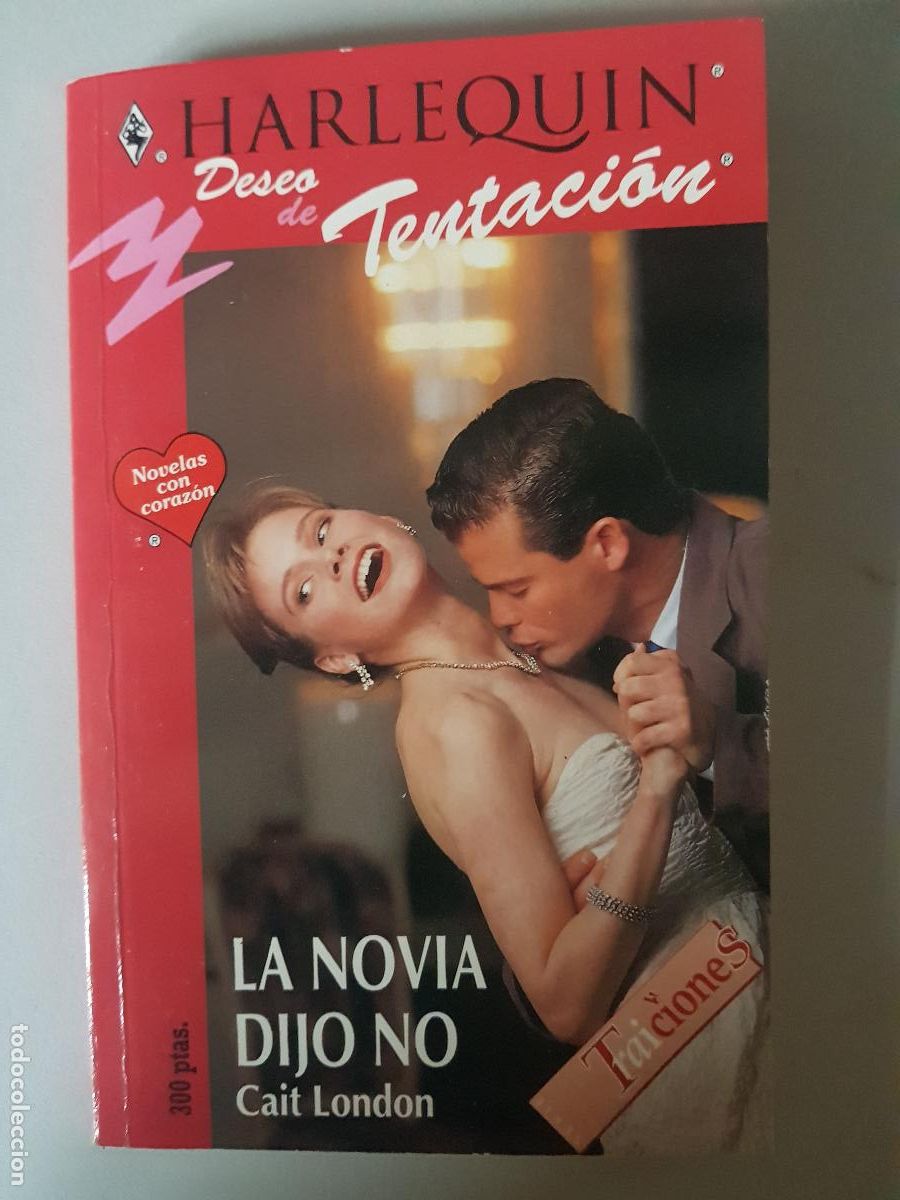 HARLEQUIN®
Deseo
de
Tentación®
Novelas
con
corazón
®
LA NOVIA
DIJO NO
Cait London
TraicioneS
300 ptas.
todocoleccion